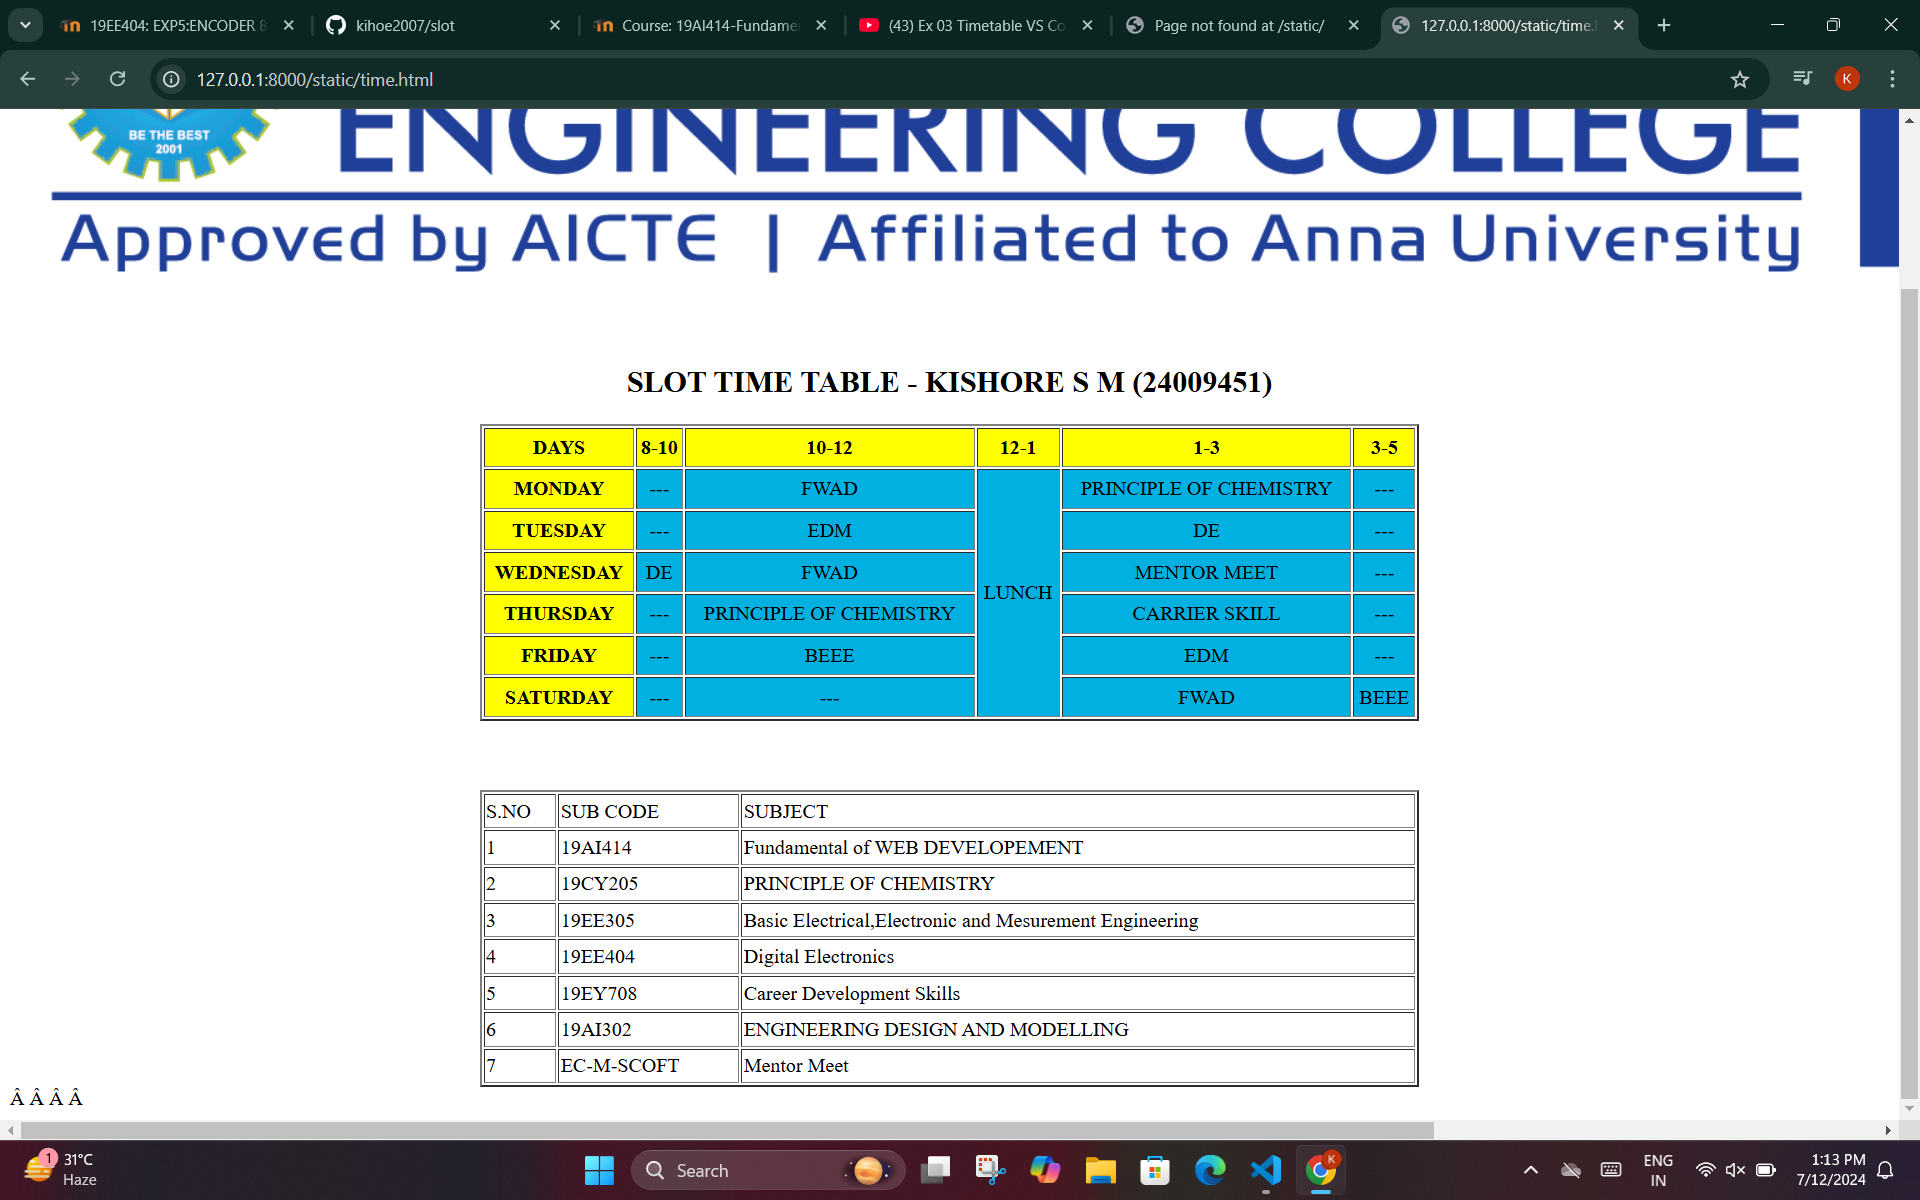 19EE404: EXP5:ENCODER 8
kihoe2007/slot
Course: 19AI414-Fundame
(43) Ex 03 Timetable VS Co
Page not found at /static/
127.0.0.1:8000/static/time.
127.0.0.1:8000/static/time.html
K
BE THE BEST
2001
ENGINEERING COLLEGE
Approved by AICTE | Affiliated to Anna University
SLOT TIME TABLE - KISHORE S M (24009451)
DAYS 8-10 10-12 12-1 1-3 3-5
MONDAY --- FWAD PRINCIPLE OF CHEMISTRY ---
TUESDAY --- EDM DE ---
WEDNESDAY DE FWAD MENTOR MEET ---
LUNCH
THURSDAY --- PRINCIPLE OF CHEMISTRY CARRIER SKILL ---
FRIDAY --- BEEE EDM ---
SATURDAY --- --- FWAD BEEE
S.NO SUB CODE SUBJECT
1 19AI414 Fundamental of WEB DEVELOPEMENT
2 19CY205 PRINCIPLE OF CHEMISTRY
3 19EE305 Basic Electrical,Electronic and Mesurement Engineering
4 19EE404 Digital Electronics
5 19EY708 Career Development Skills
6 19AI302 ENGINEERING DESIGN AND MODELLING
7 EC-M-SCOFT Mentor Meet
Â Â Â Â
1
31°C
Haze
Search
K
ENG
IN
1:13 PM
7/12/2024